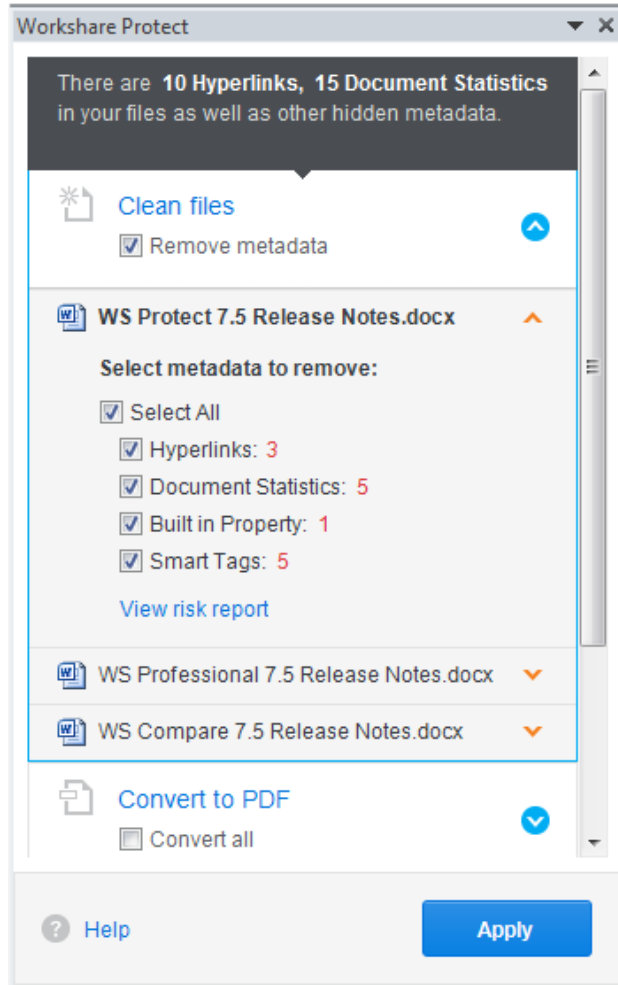 Workshare Protect
There are 10 Hyperlinks, 15 Document Statistics
in your files as well as other hidden metadata.
Clean files
Remove metadata
WS Protect 7.5 Release Notes.docx
Select metadata to remove:
Select All
Hyperlinks: 3
Document Statistics: 5
Built in Property: 1
Smart Tags: 5
View risk report
WS Professional 7.5 Release Notes.docx
WS Compare 7.5 Release Notes.docx
Convert to PDF
Convert all
? Help
Apply